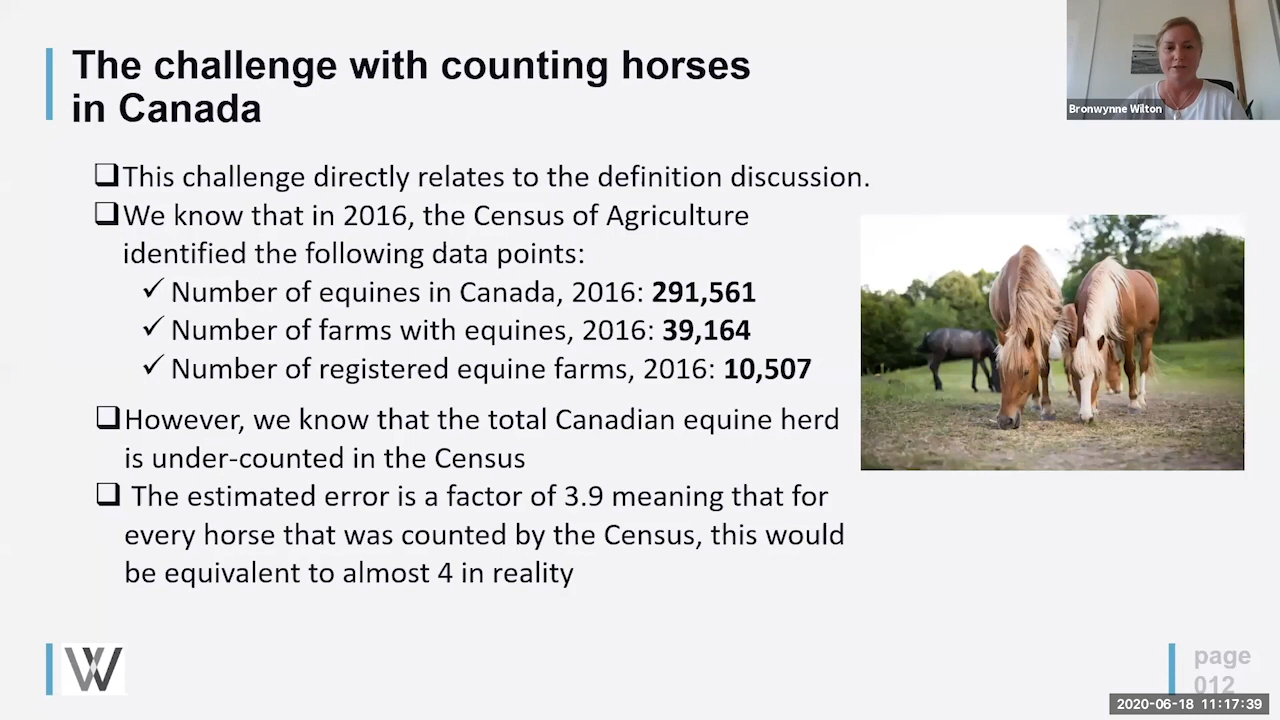 The challenge with counting horses
in Canada
Bronwynne Wilton
❑This challenge directly relates to the definition discussion.
❑We know that in 2016, the Census of Agriculture
identified the following data points:
✓ Number of equines in Canada, 2016: 291,561
✓ Number of farms with equines, 2016: 39,164
✓ Number of registered equine farms, 2016: 10,507
❑However, we know that the total Canadian equine herd
is under-counted in the Census
❑ The estimated error is a factor of 3.9 meaning that for
every horse that was counted by the Census, this would
be equivalent to almost 4 in reality
W
page
012
2020-06-18 11:17:39